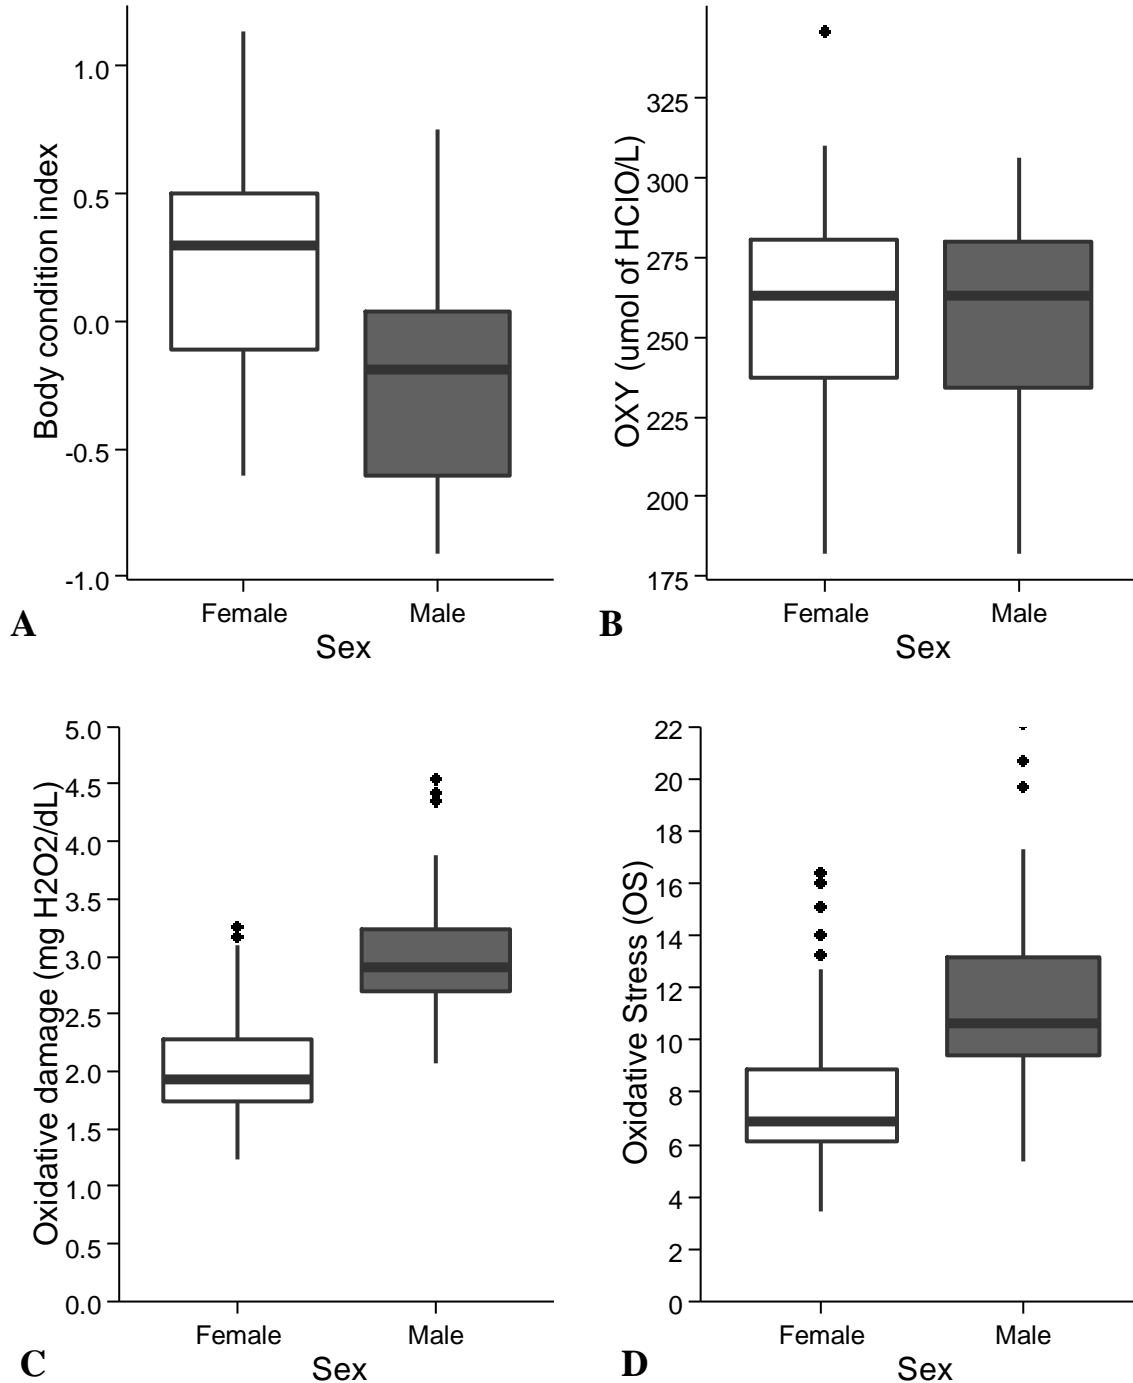 Body condition index
1.0
0.5
0.0
-0.5
-1.0
Female
Male
Sex
A
OXY (umol of HClO/L)
325
300
275
250
225
200
175
Female
Male
Sex
B
Oxidative damage (mg H2O2/dL)
5.0
4.5
4.0
3.5
3.0
2.5
2.0
1.5
1.0
0.5
0.0
Female
Male
Sex
C
Oxidative Stress (OS)
22
20
18
16
14
12
10
8
6
4
2
0
Female
Male
Sex
D